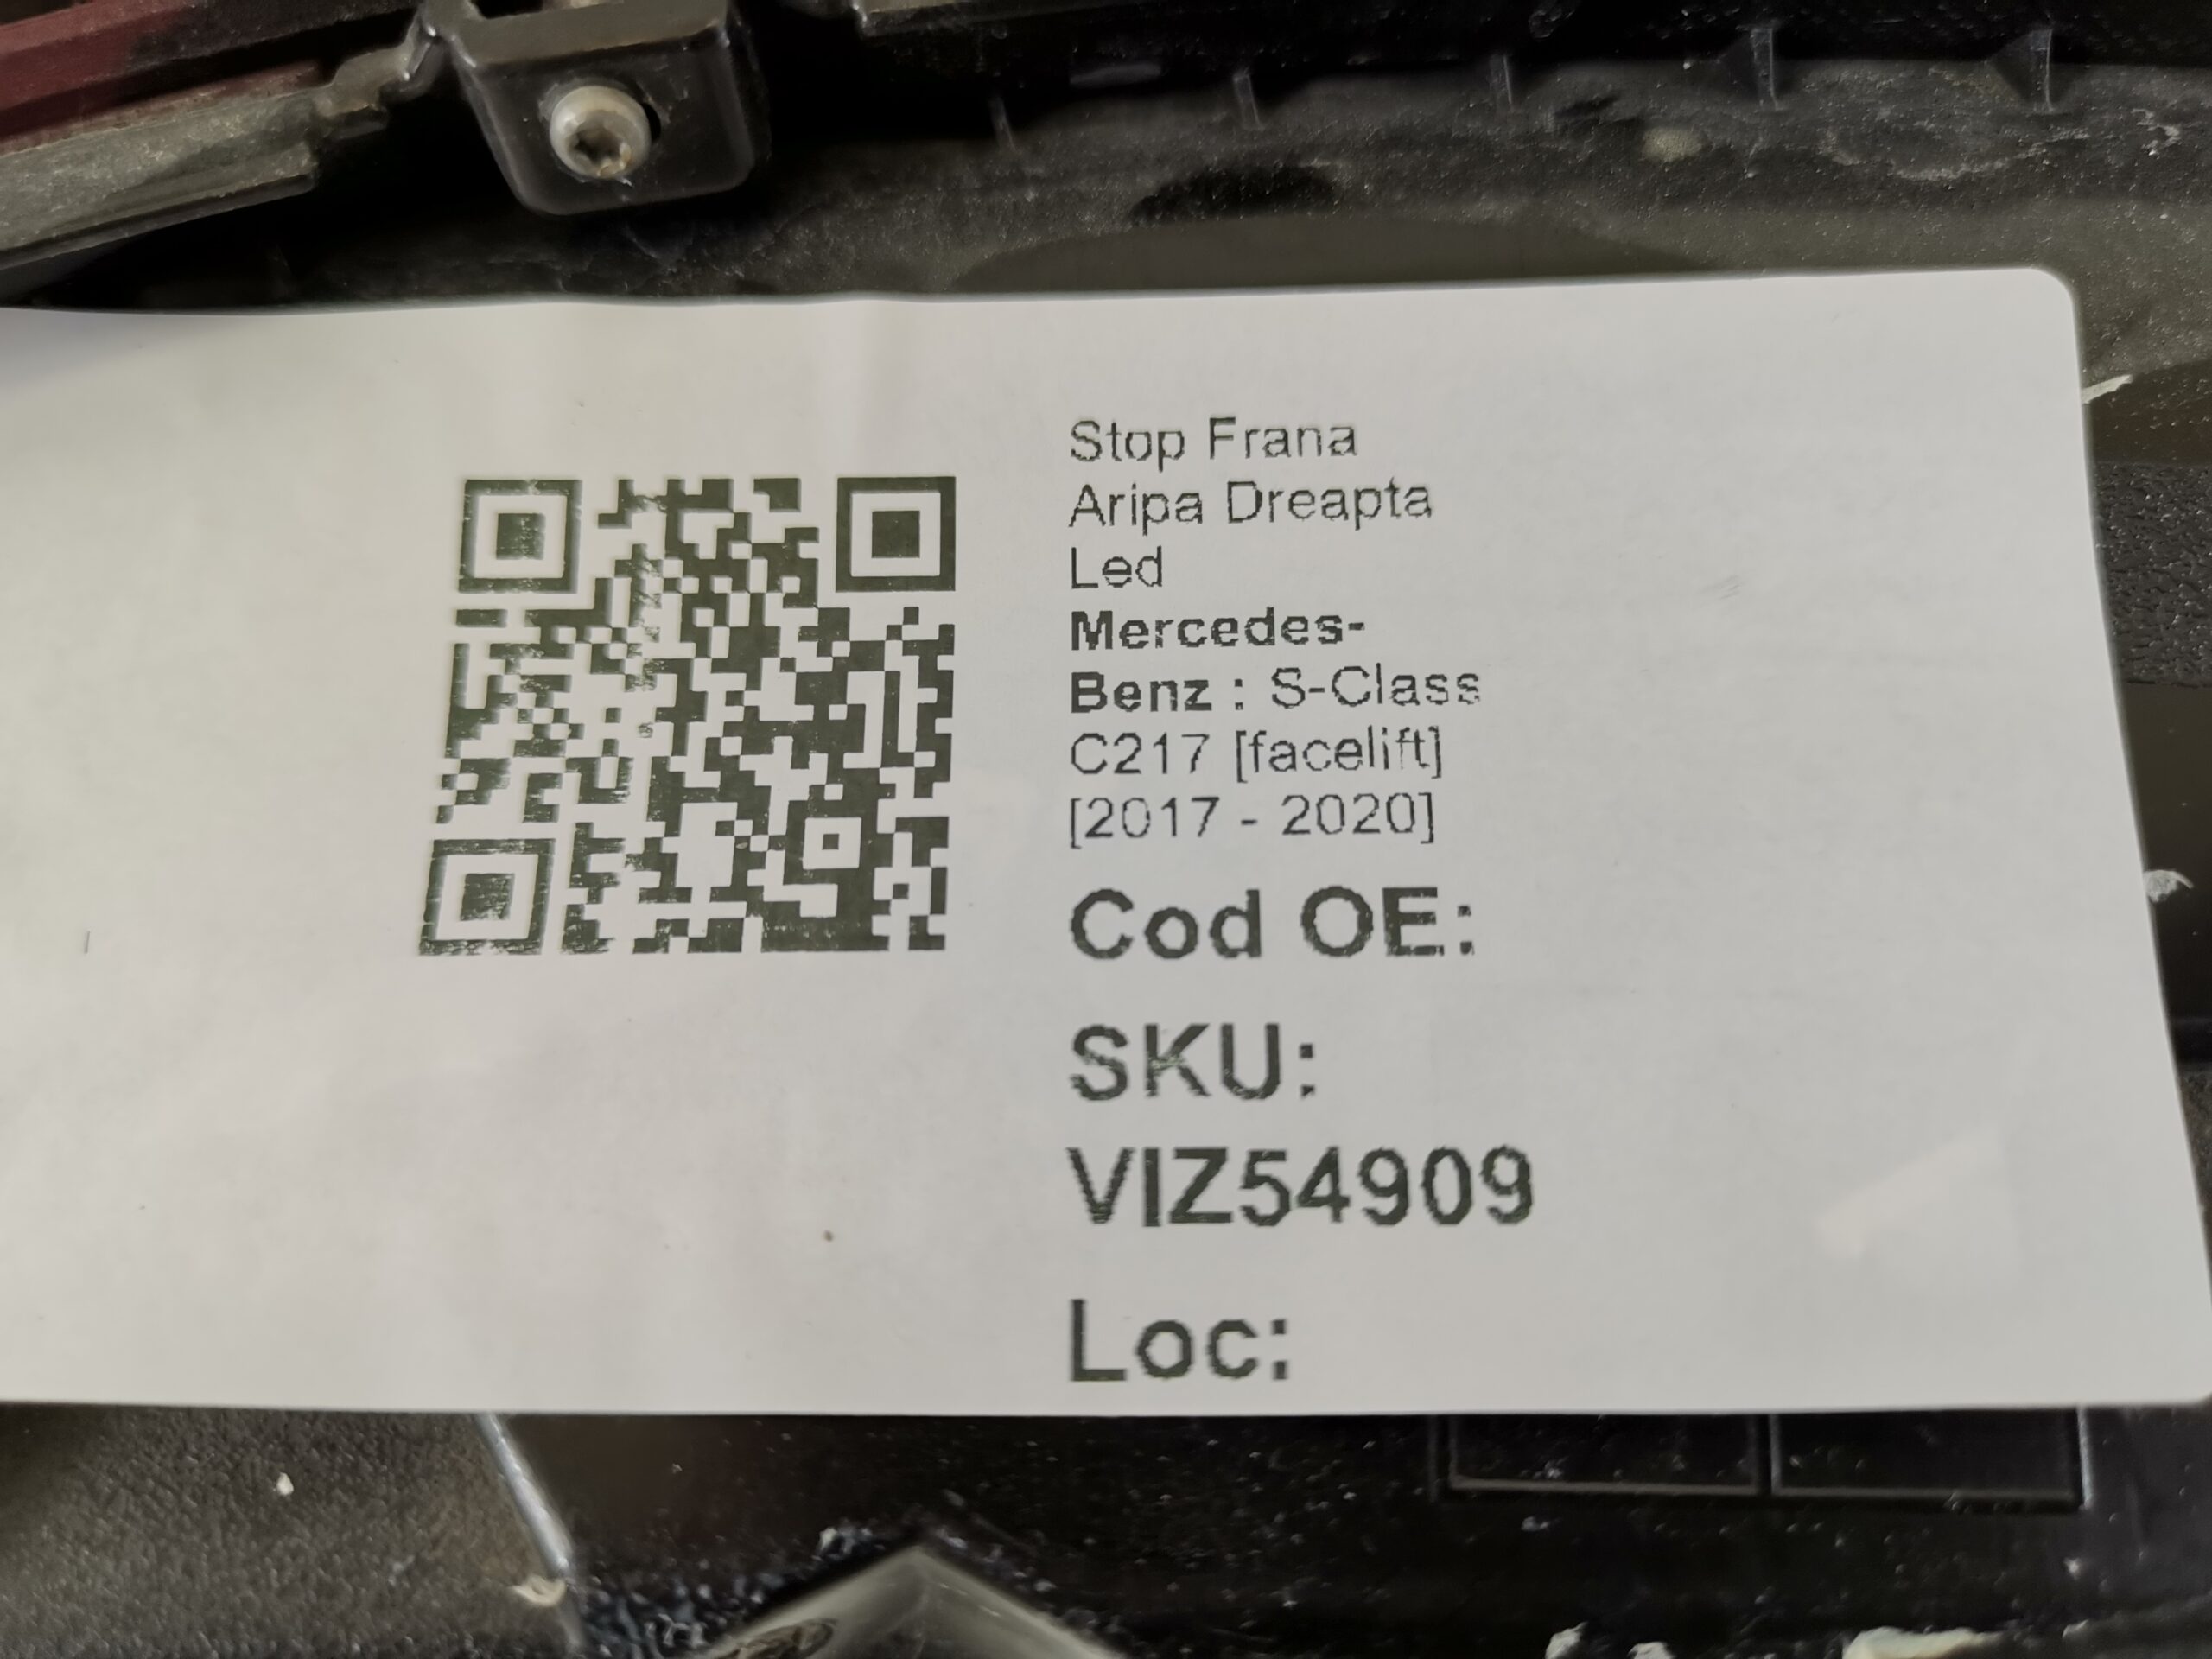 Stop Frana
Aripa Dreapta
Led
Mercedes-
Benz : S-Class
C217 [facelift]
[2017 - 2020]
Cod OE:
SKU:
VIZ54909
Loc: